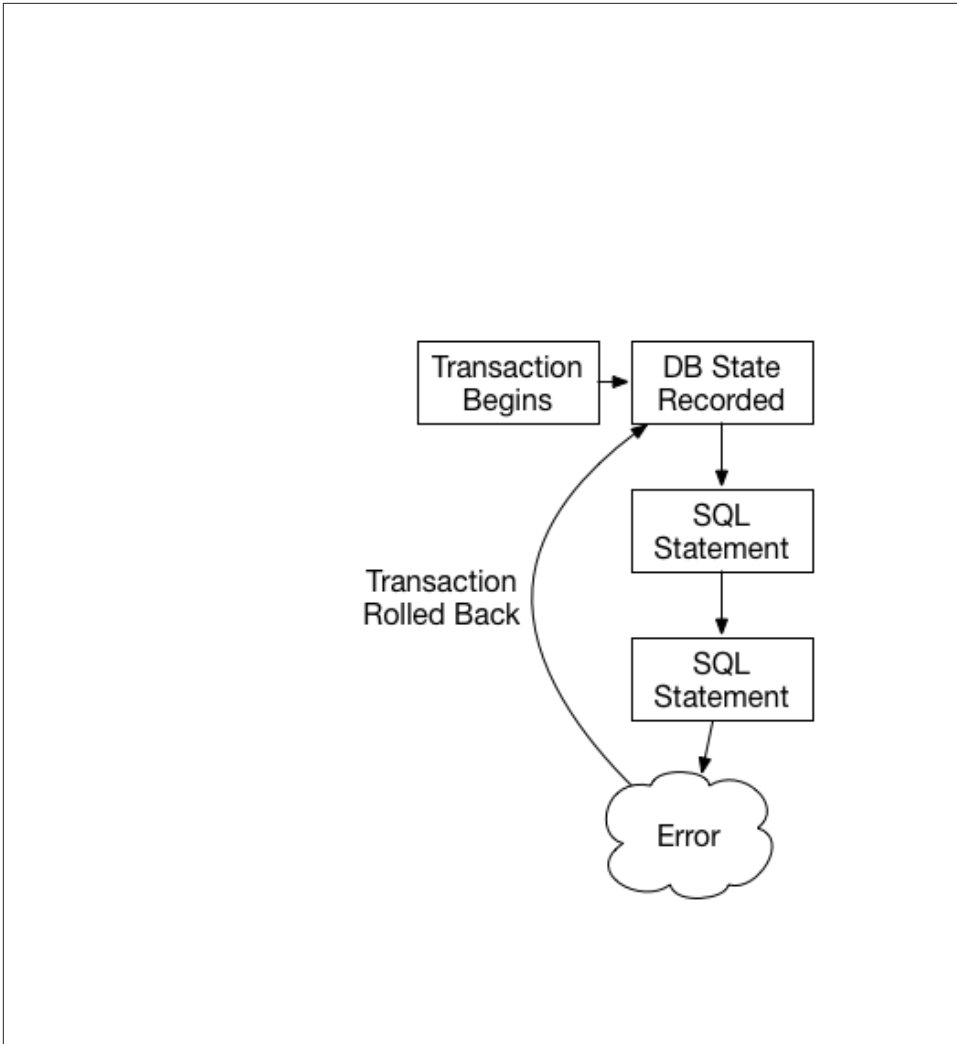 Transaction
Begins
DB State
Recorded
SQL
Statement
Transaction
Rolled Back
SQL
Statement
Error